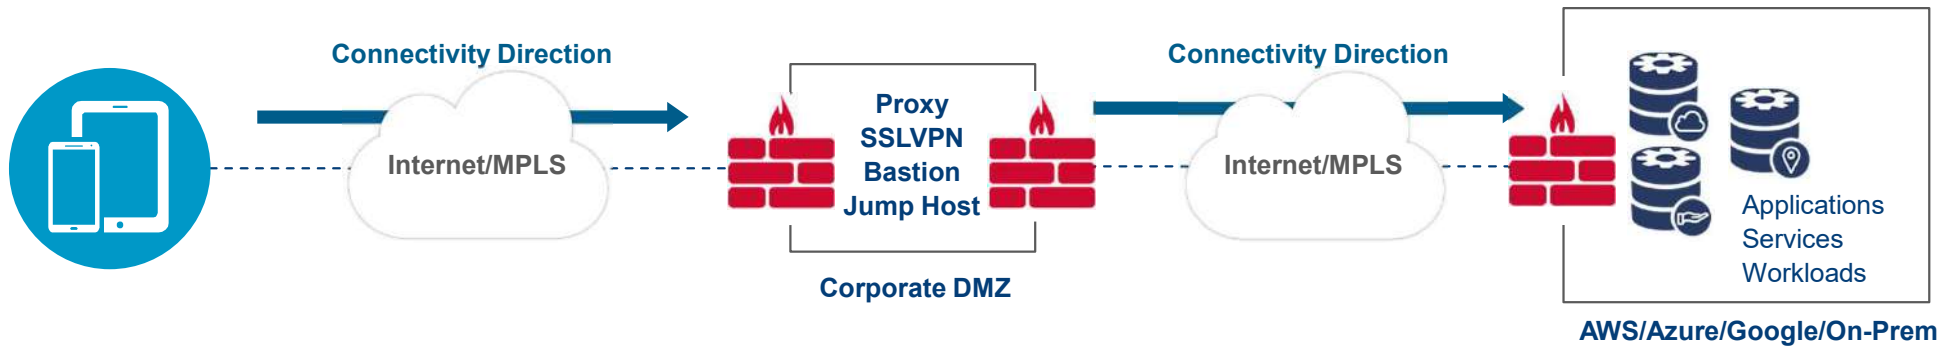 Connectivity Direction
Internet/MPLS
Proxy
SSLVPN
Bastion
Jump Host
Corporate DMZ
Connectivity Direction
Internet/MPLS
Applications
Services
Workloads
AWS/Azure/Google/On-Prem